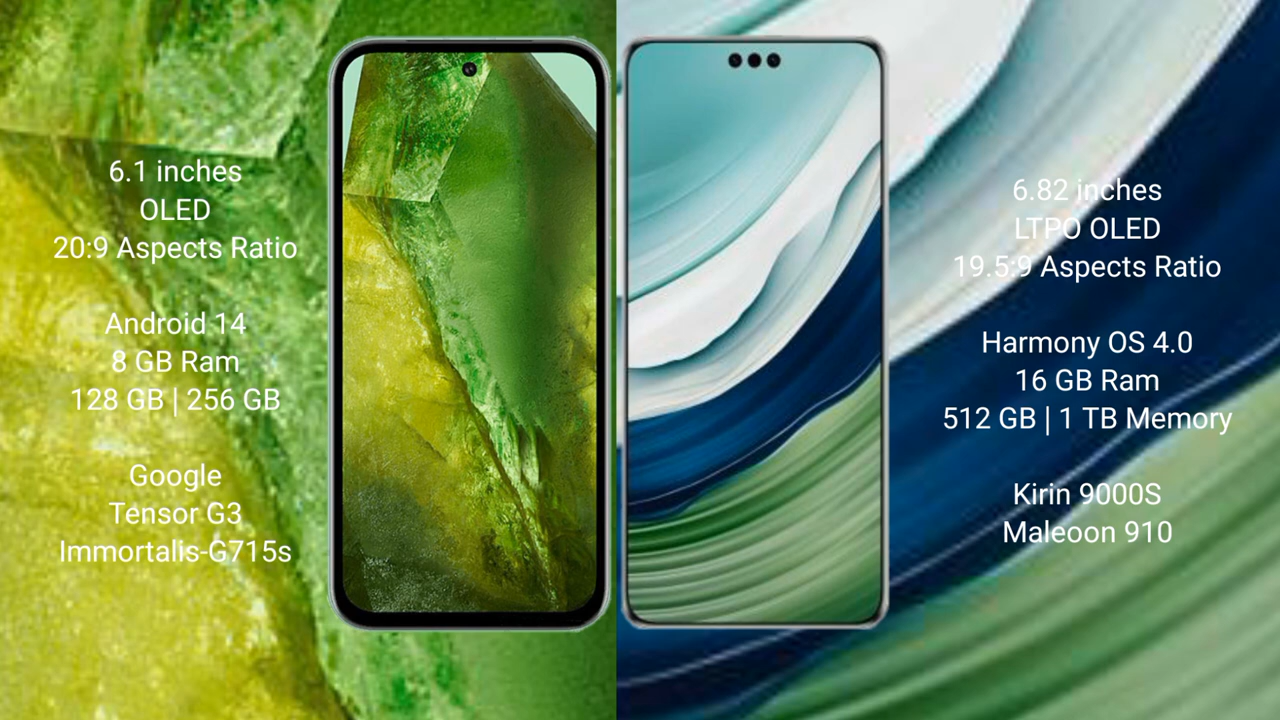 6.1 inches
OLED
20:9 Aspects Ratio
Android 14
8 GB Ram
128 GB | 256 GB
Google
Tensor G3
Immortalis-G715s
6.82 inches
LTPO OLED
19.5:9 Aspects Ratio
Harmony OS 4.0
16 GB Ram
512 GB | 1 TB Memory
Kirin 9000S
Maleoon 910